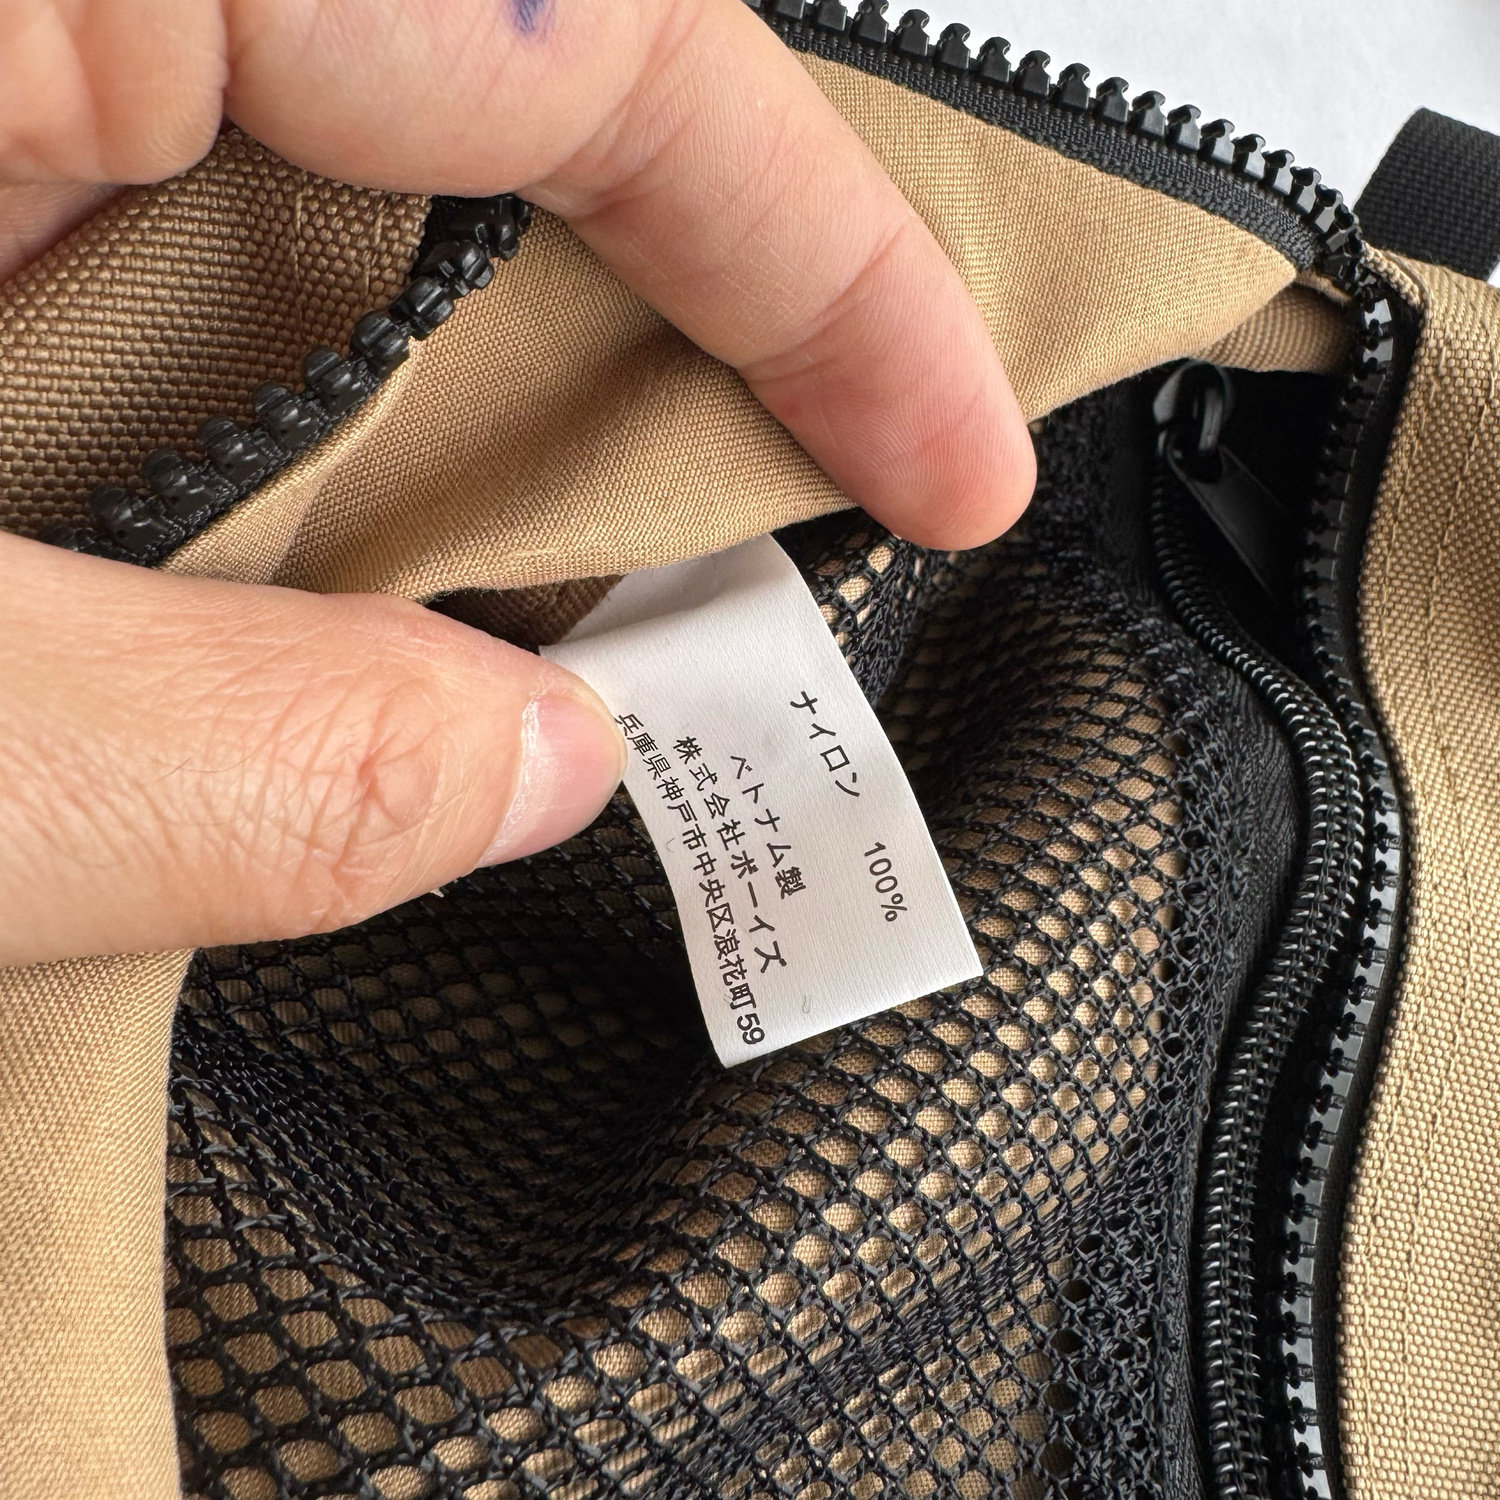 ナイロン 100%
ベトナム製
株式会社ボーイズ
兵庫県神戸市中央区浪花町59